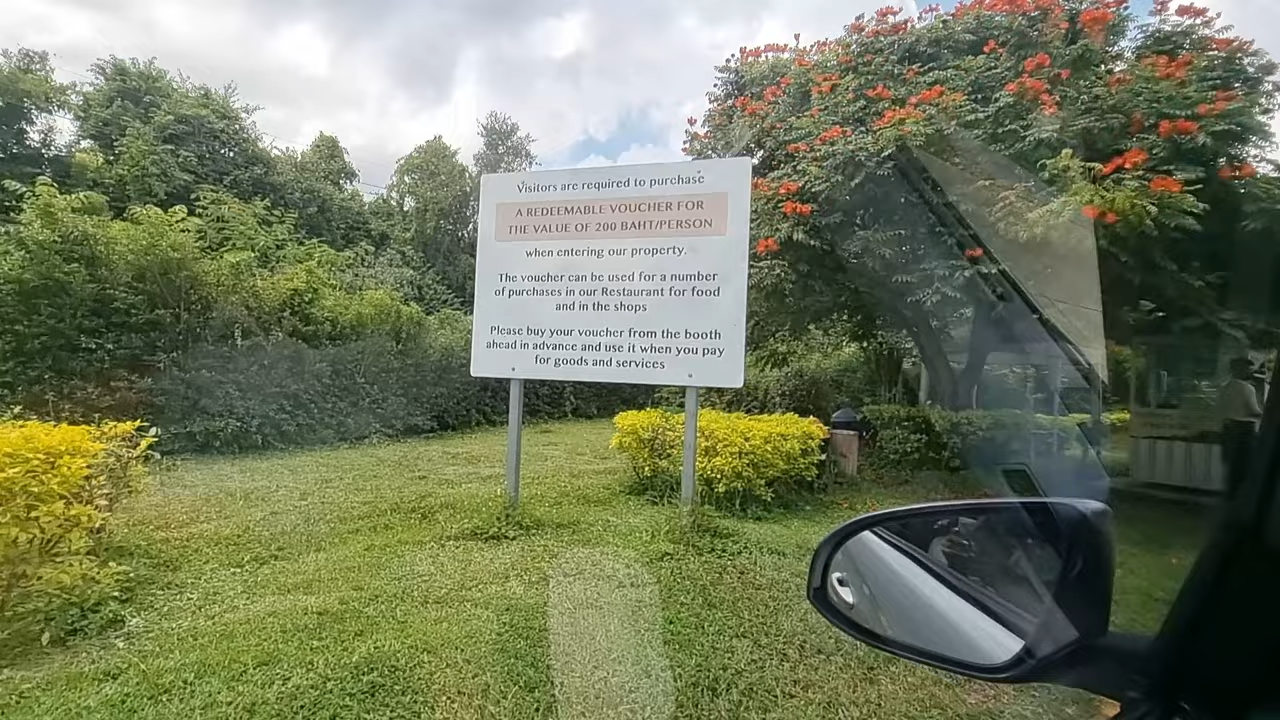 Visitors are required to purchase
A REDEEMABLE VOUCHER FOR
THE VALUE OF 200 BAHT/PERSON
when entering our property.
The voucher can be used for a number
of purchases in our Restaurant for food
and in the shops
Please buy your voucher from the booth
ahead in advance and use it when you pay
for goods and services